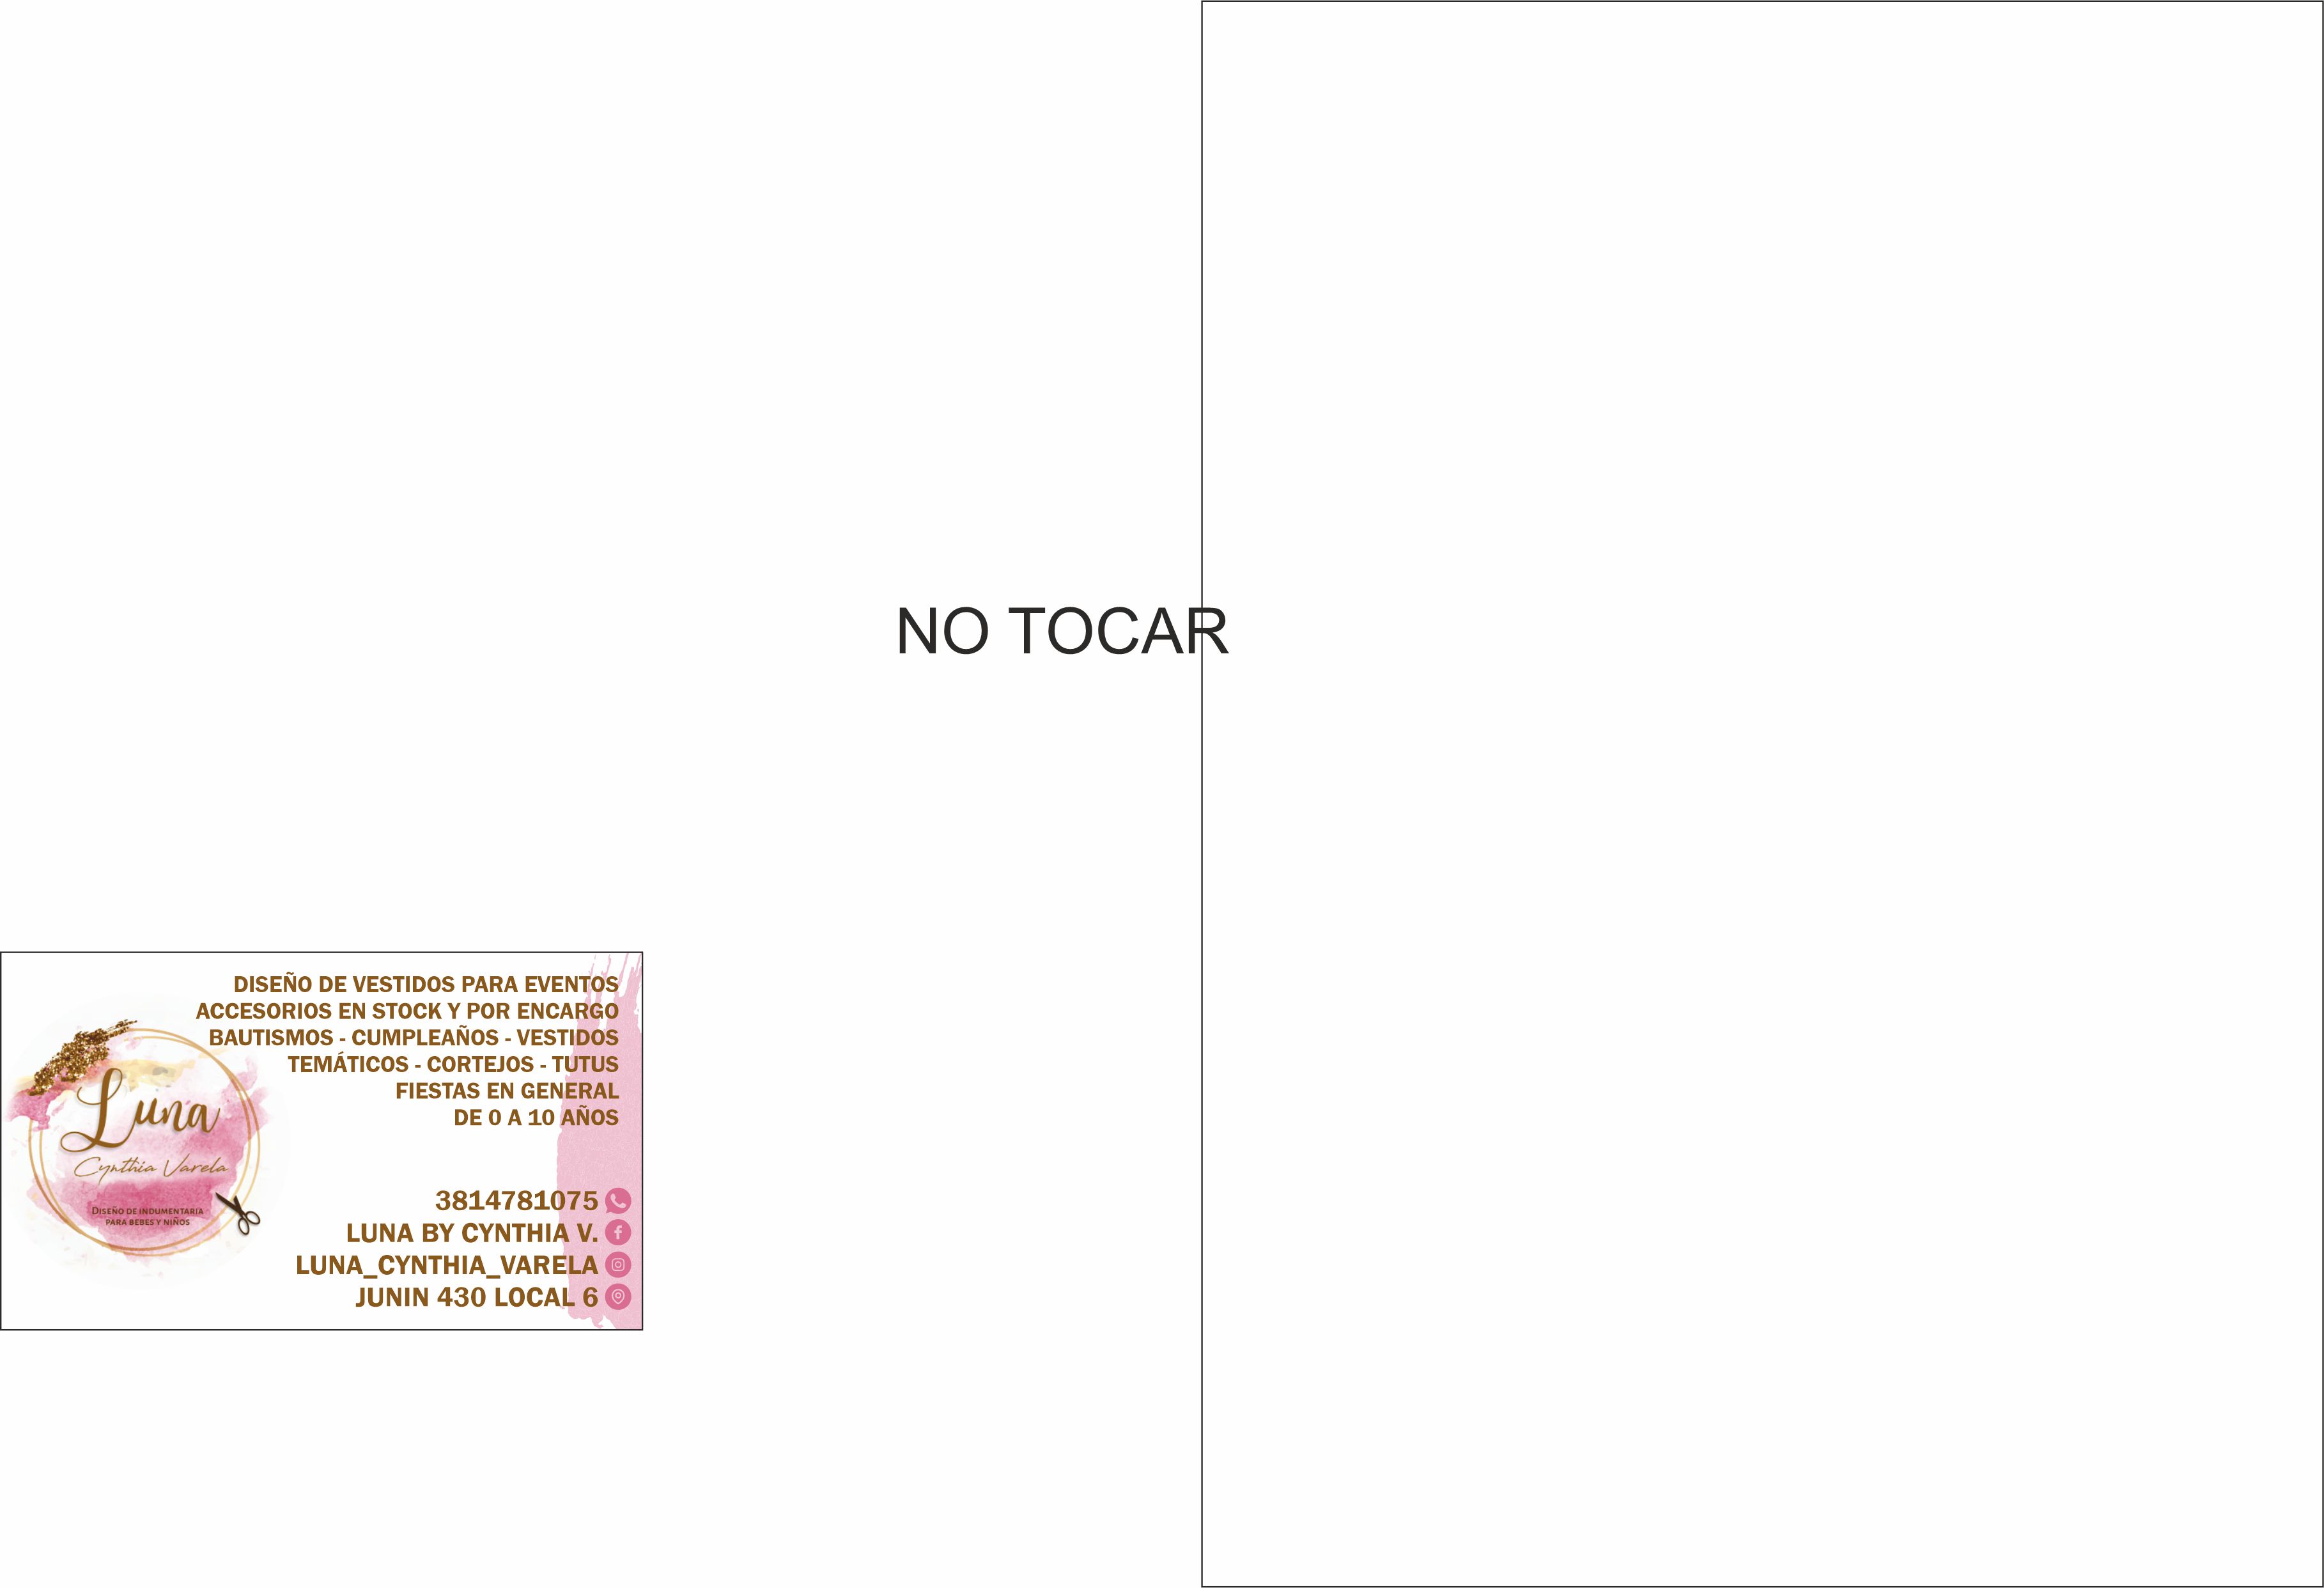 NO TOCAR
DISEÑO DE VESTIDOS PARA EVENTOS
ACCESORIOS EN STOCK Y POR ENCARGO
BAUTISMOS - CUMPLEAÑOS - VESTIDOS
TEMÁTICOS - CORTEJOS - TUTUS
FIESTAS EN GENERAL
DE 0 A 10 AÑOS
Luna
Cynthia Varela
DISEÑO DE INDUMENTARIA
PARA BEBES Y NIÑOS
3814781075
LUNA BY CYNTHIA V.
LUNA_CYNTHIA_VARELA
JUNIN 430 LOCAL 6